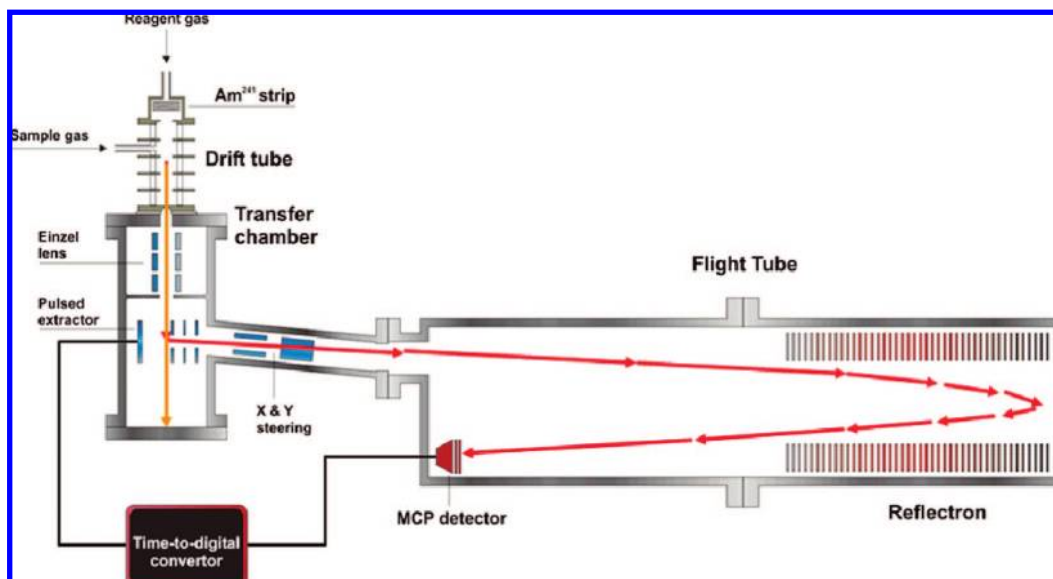 Reagent gas
Am²⁴¹ strip
Sample gas
Drift tube
Transfer
chamber
Einzel
lens
Flight Tube
Pulsed
extractor
X & Y
steering
MCP detector
Reflectron
Time-to-digital
convertor